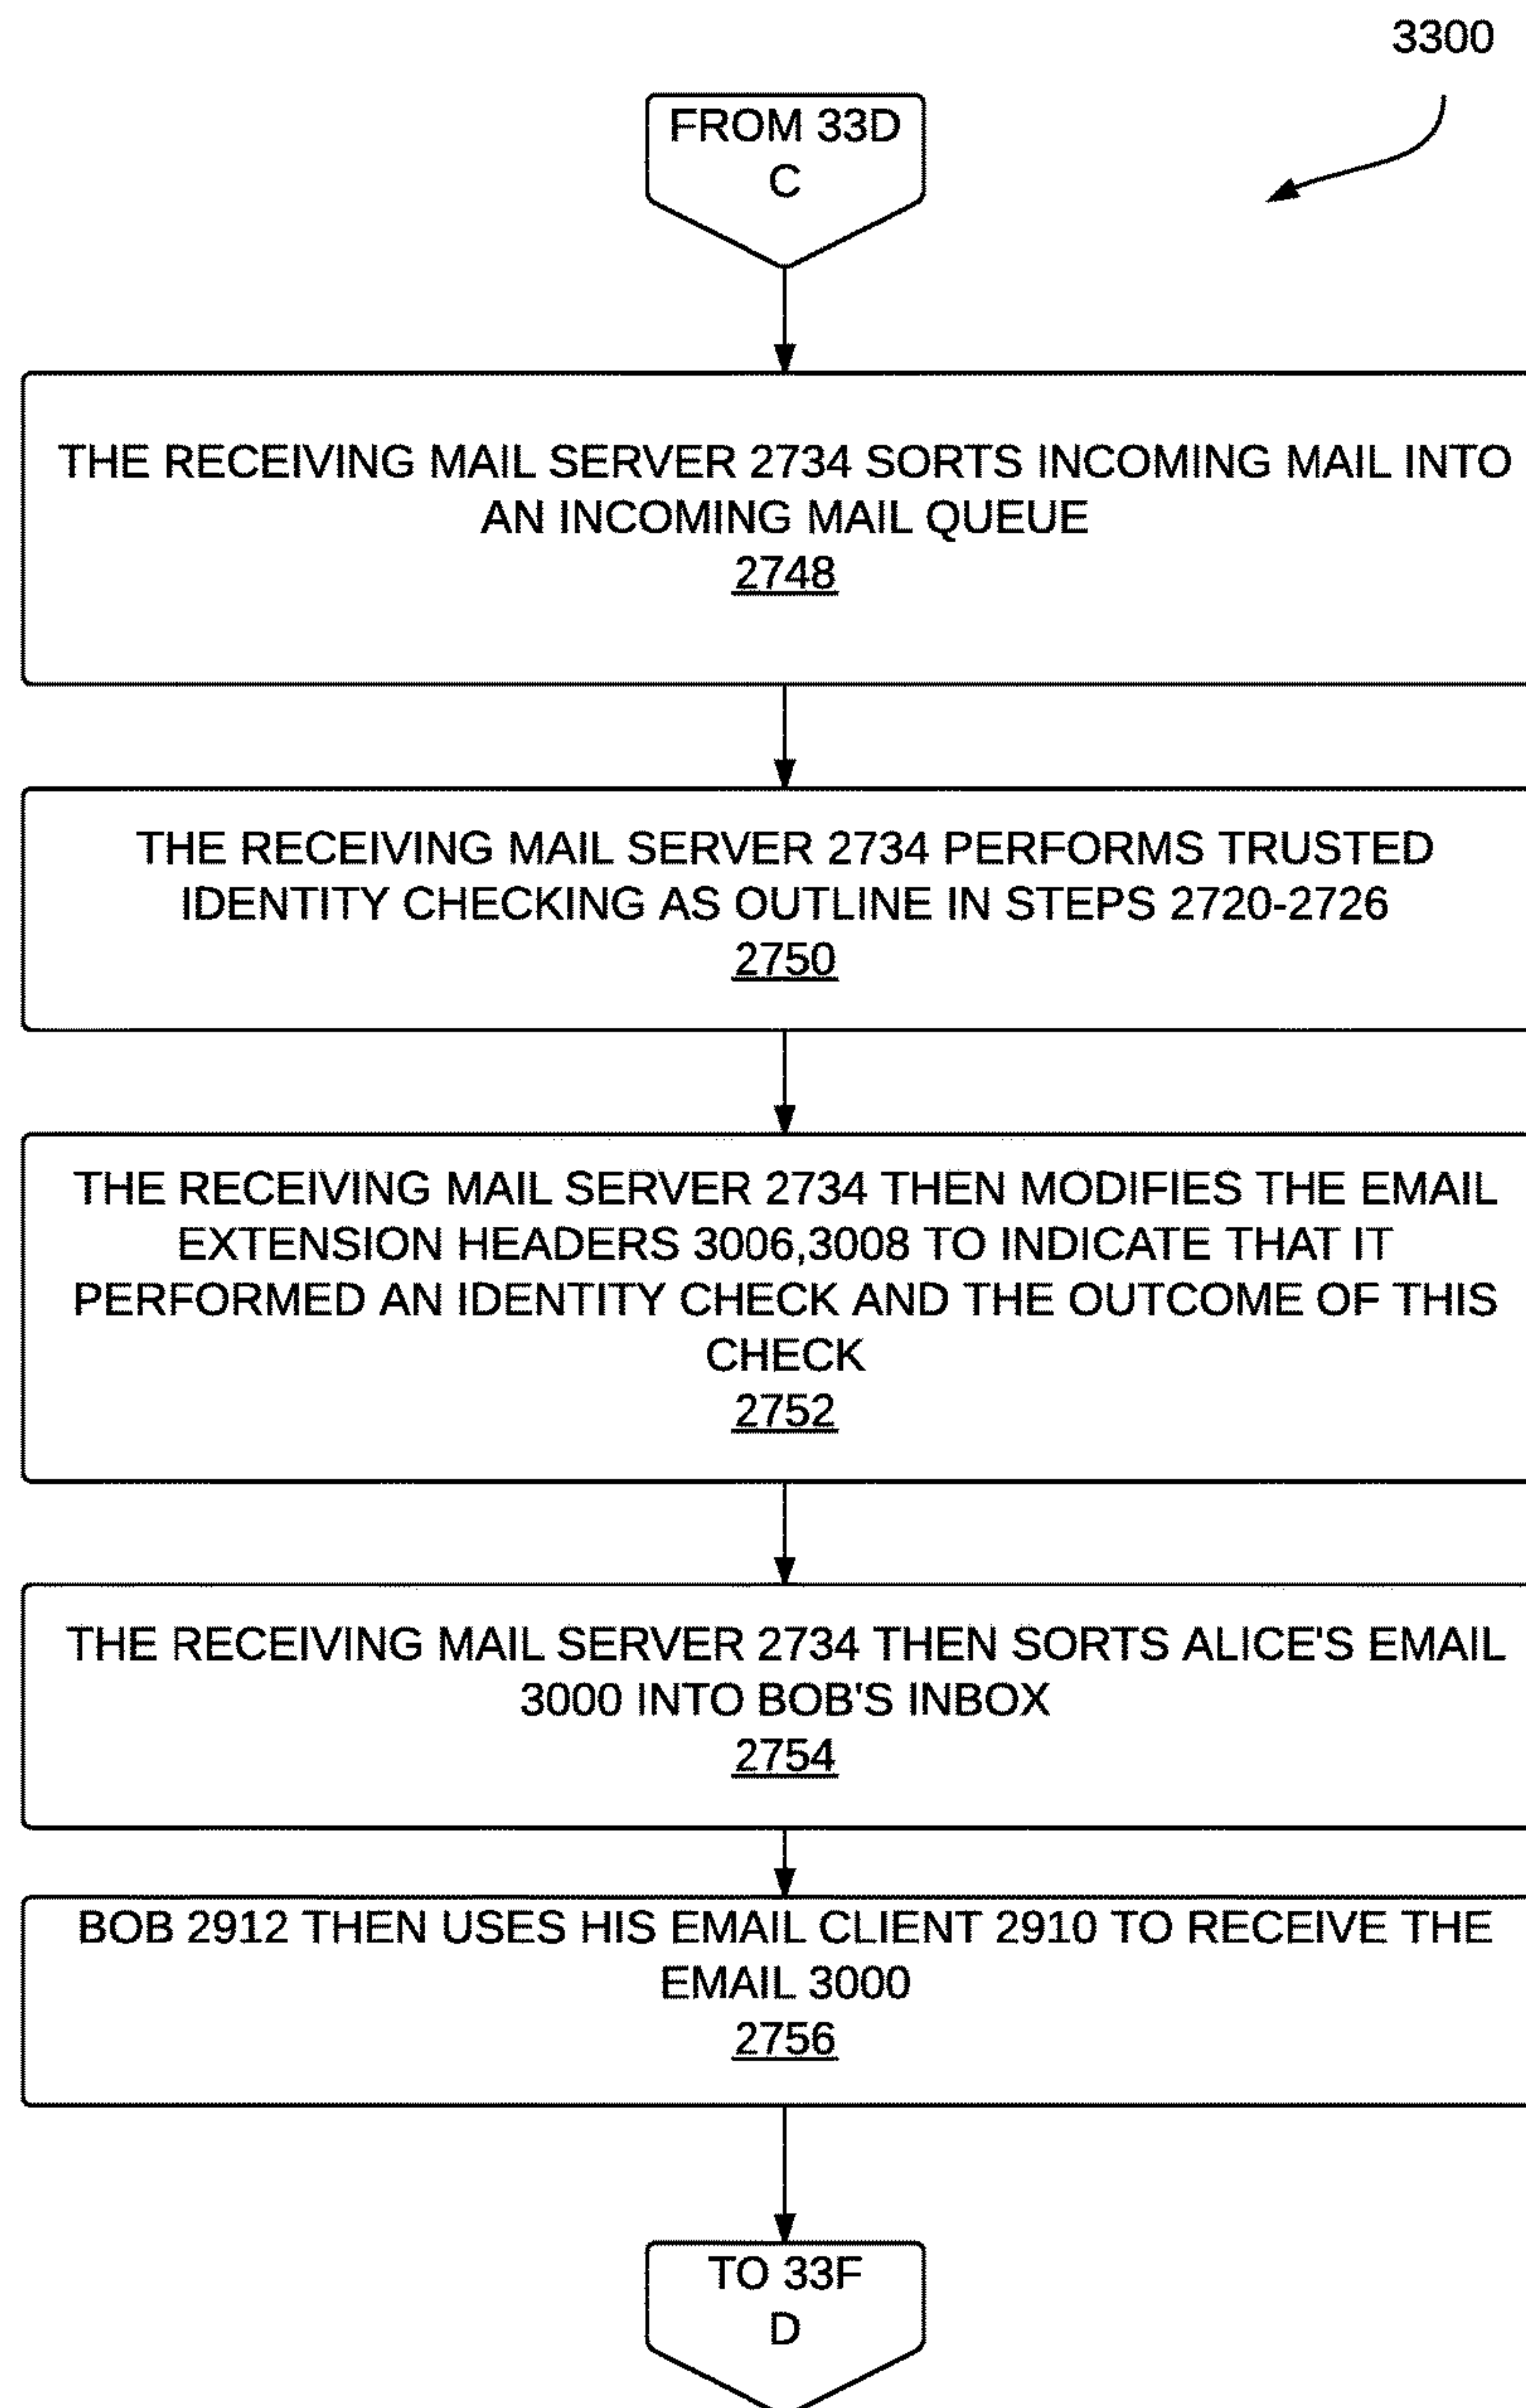 3300
FROM 33D
C
THE RECEIVING MAIL SERVER 2734 SORTS INCOMING MAIL INTO
AN INCOMING MAIL QUEUE
2748
THE RECEIVING MAIL SERVER 2734 PERFORMS TRUSTED
IDENTITY CHECKING AS OUTLINE IN STEPS 2720-2726
2750
THE RECEIVING MAIL SERVER 2734 THEN MODIFIES THE EMAIL
EXTENSION HEADERS 3006,3008 TO INDICATE THAT IT
PERFORMED AN IDENTITY CHECK AND THE OUTCOME OF THIS
CHECK
2752
THE RECEIVING MAIL SERVER 2734 THEN SORTS ALICE'S EMAIL
3000 INTO BOB'S INBOX
2754
BOB 2912 THEN USES HIS EMAIL CLIENT 2910 TO RECEIVE THE
EMAIL 3000
2756
TO 33F
D